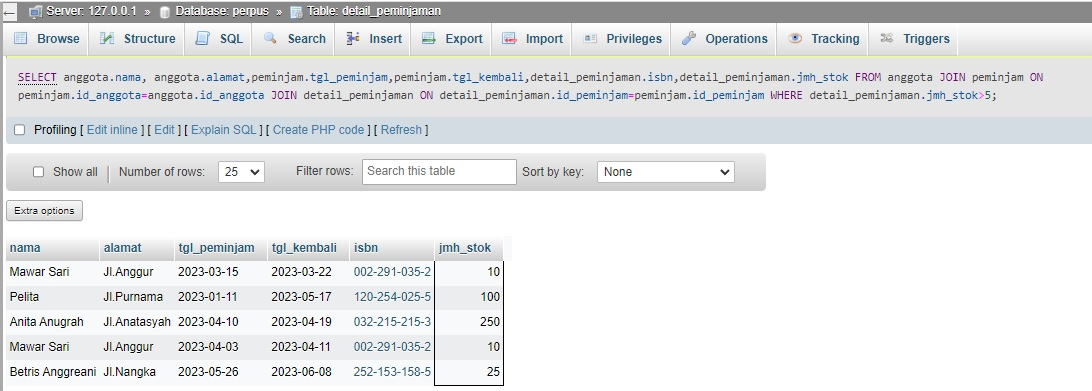 Server: 127.0.0.1 » Database: perpus » Table: detail_peminjaman
Browse Structure SQL Search Insert Export Import Privileges Operations Tracking Triggers
SELECT anggota.nama, anggota.alamat,peminjam.tgl_peminjam,peminjam.tgl_kembali,detail_peminjaman.isbn,detail_peminjaman.jmh_stok FROM anggota JOIN peminjam ON
peminjam.id_anggota=anggota.id_anggota JOIN detail_peminjaman ON detail_peminjaman.id_peminjam=peminjam.id_peminjam WHERE detail_peminjaman.jmh_stok>5;
Profiling [ Edit inline ] [ Edit ] [ Explain SQL ] [ Create PHP code ] [ Refresh ]
Show all Number of rows: 25 Filter rows: Search this table Sort by key: None
Extra options
nama alamat tgl_peminjam tgl_kembali isbn jmh_stok
Mawar Sari Jl.Anggur 2023-03-15 2023-03-22 002-291-035-2 10
Pelita Jl.Purnama 2023-01-11 2023-05-17 120-254-025-5 100
Anita Anugrah Jl.Anatasyah 2023-04-10 2023-04-19 032-215-215-3 250
Mawar Sari Jl.Anggur 2023-04-03 2023-04-11 002-291-035-2 10
Betris Anggreani Jl.Nangka 2023-05-26 2023-06-08 252-153-158-5 25